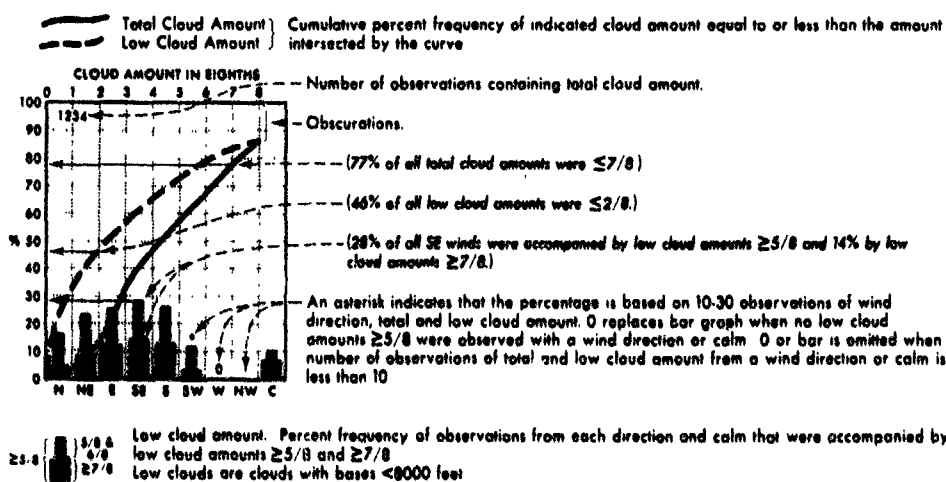 Total Cloud Amount } Cumulative percent frequency of indicated cloud amount equal to or less than the amount
Low Cloud Amount intersected by the curve
CLOUD AMOUNT IN EIGHTHS
0 1 2 3 4 5 6 7 8
Number of observations containing total cloud amount.
1234
Obscurations.
(77% of all total cloud amounts were ≤7/8)
(46% of all low cloud amounts were ≤2/8.)
(28% of all SE winds were accompanied by low cloud amounts ≥5/8 and 14% by low
cloud amounts ≥7/8.)
An asterisk indicates that the percentage is based on 10-30 observations of wind
direction, total and low cloud amount. 0 replaces bar graph when no low cloud
amounts ≥5/8 were observed with a wind direction or calm 0 or bar is omitted when
number of observations of total and low cloud amount from a wind direction or calm is
less than 10
100
90
80
70
60
% 50
40
30
20
10
0
* 0
N NE E SE S SW W NW C
≥5/8 { } 5/8 & 6/8 ≥7/8
Low cloud amount. Percent frequency of observations from each direction and calm that were accompanied by
low cloud amounts ≥5/8 and ≥7/8
Low clouds are clouds with bases <8000 feet